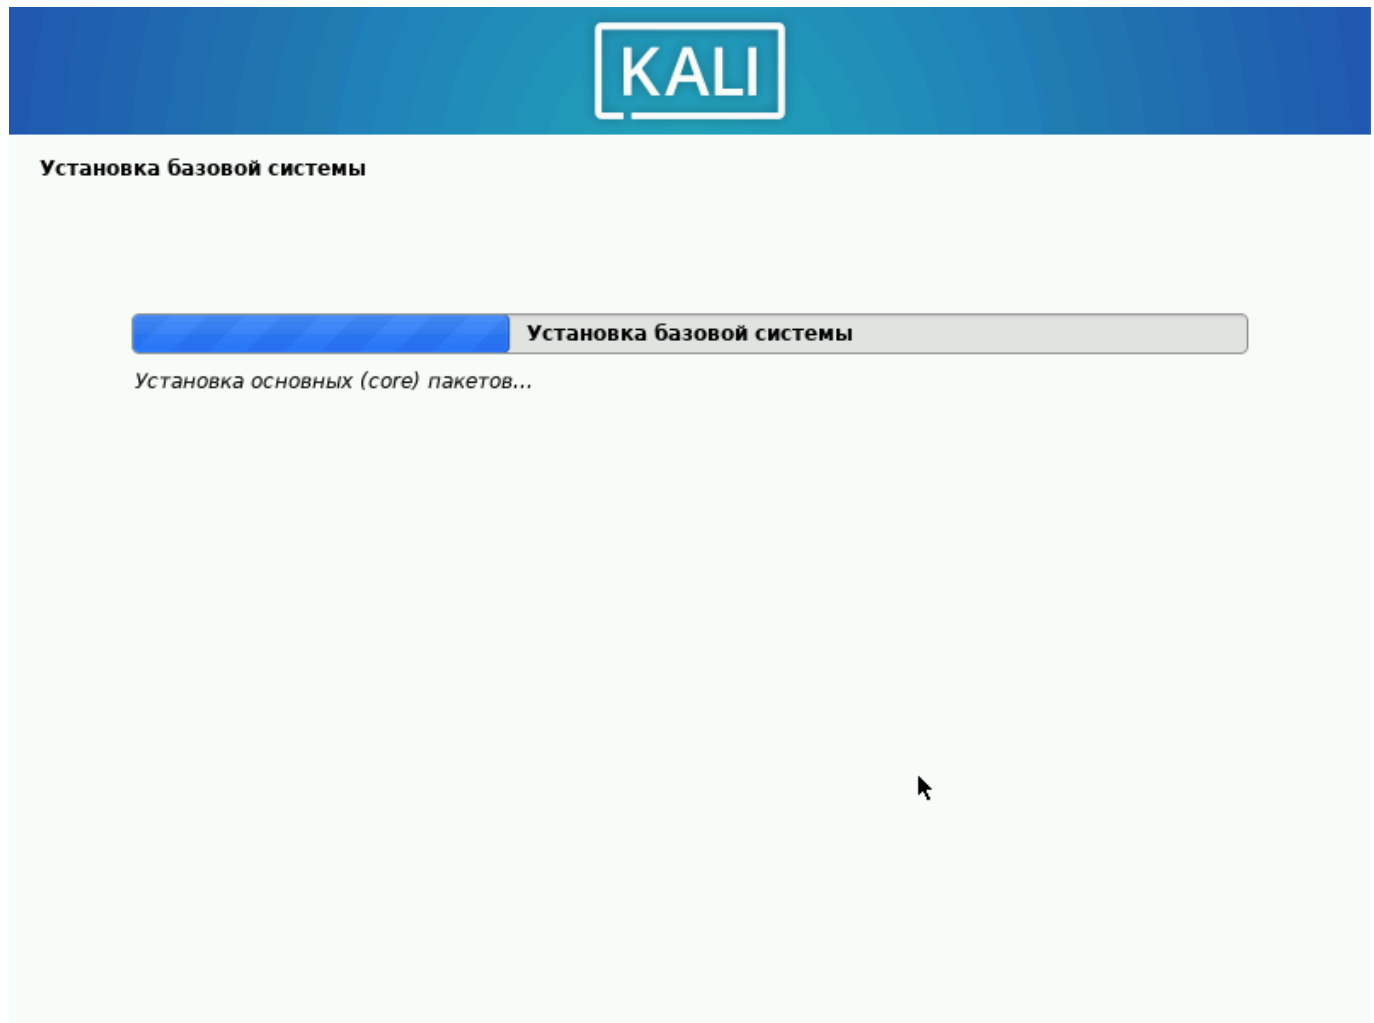 KALI
Установка базовой системы
Установка базовой системы
Установка основных (core) пакетов...